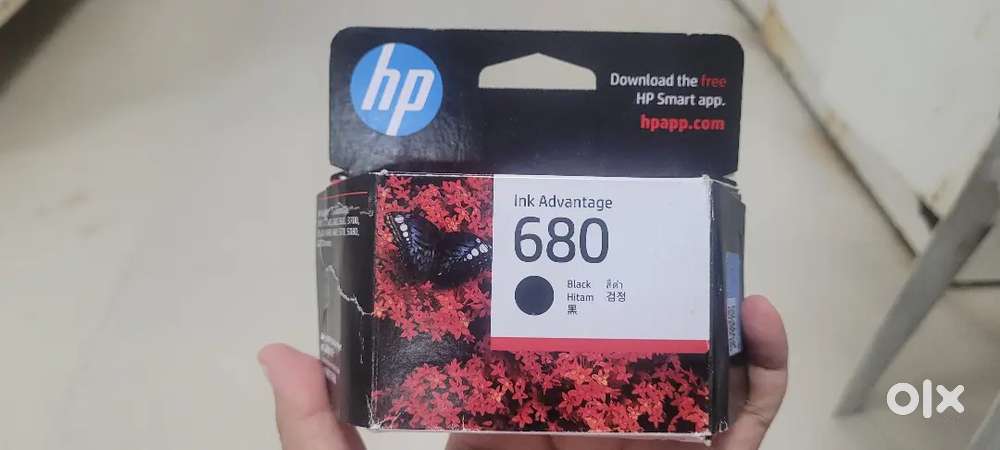 hp
Download the free
HP Smart app.
hpapp.com
Ink Advantage
680
Black สีดำ
Hitam 검정
黑
OLX